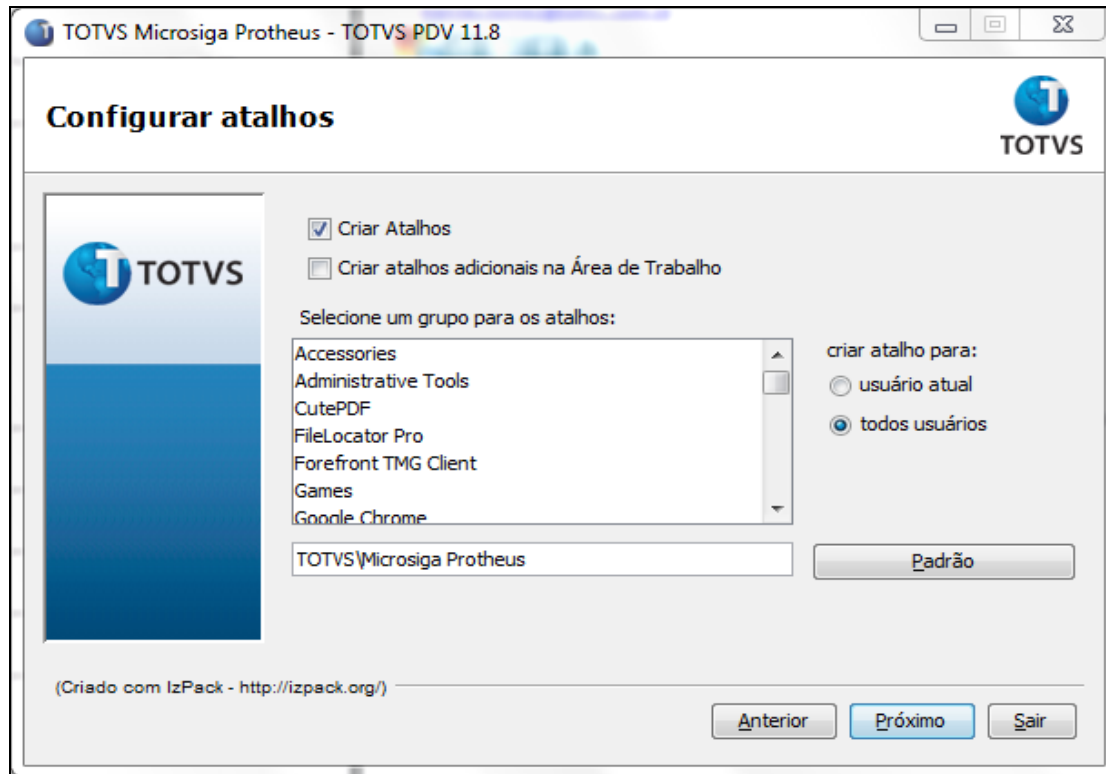 TOTVS Microsiga Protheus - TOTVS PDV 11.8
Configurar atalhos
TOTVS
TOTVS
Criar Atalhos
Criar atalhos adicionais na Área de Trabalho
Selecione um grupo para os atalhos:
Accessories
Administrative Tools
CutePDF
FileLocator Pro
Forefront TMG Client
Games
Google Chrome
criar atalho para:
usuário atual
todos usuários
TOTVS\Microsiga Protheus
Padrão
(Criado com IzPack - http://izpack.org/)
Anterior
Próximo
Sair